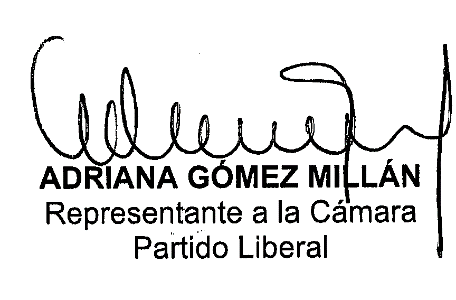 ADRIANA GÓMEZ MILLÁN
Representante a la Cámara
Partido Liberal